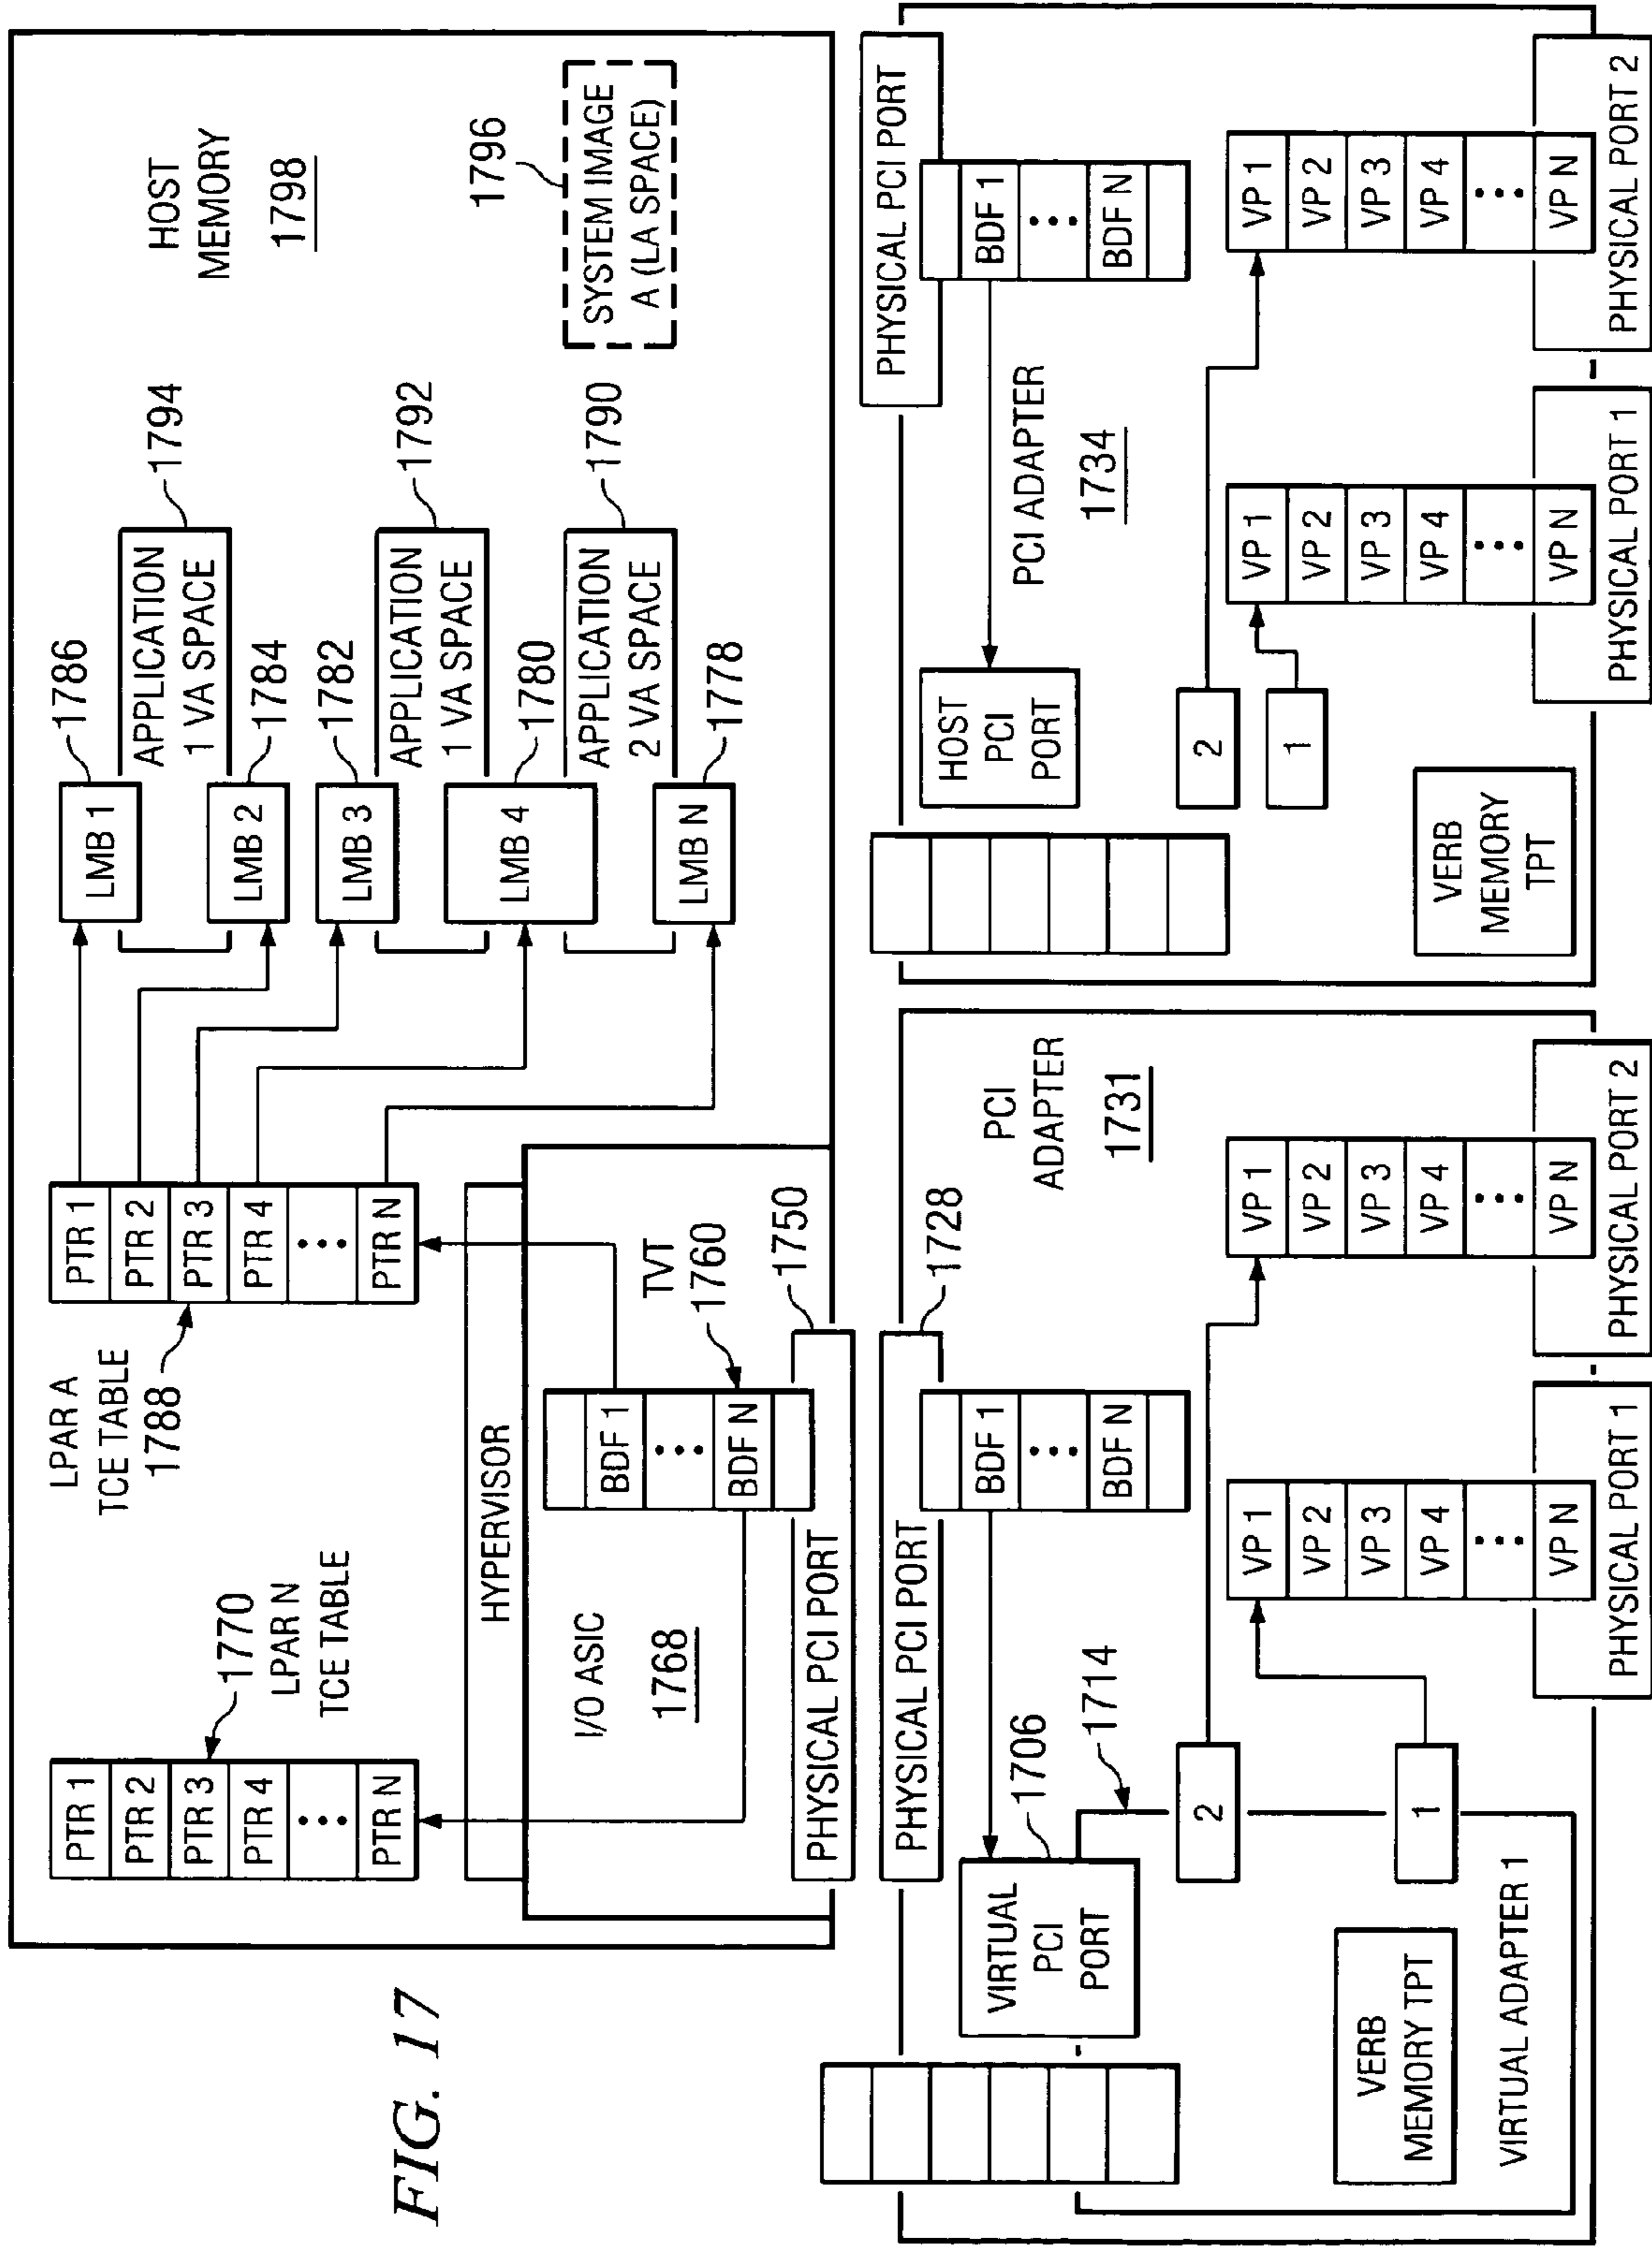 FIG. 17
PTR 1
PTR 2
PTR 3
PTR 4
PTR N
1770
LPAR N
TCE TABLE
LPAR A
TCE TABLE
1788
PTR 1
PTR 2
PTR 3
PTR 4
PTR N
LMB 1
1786
APPLICATION
1 VA SPACE
1794
LMB 2
1784
LMB 3
1782
APPLICATION
1 VA SPACE
1792
LMB 4
1780
APPLICATION
2 VA SPACE
1790
LMB N
1778
HOST
MEMORY
1798
1796
SYSTEM IMAGE
A (LA SPACE)
HYPERVISOR
I/O ASIC
1768
BDF 1
BDF N
TVT
1760
PHYSICAL PCI PORT
1750
PHYSICAL PCI PORT
1728
BDF 1
BDF N
PCI
ADAPTER
1731
VIRTUAL
PCI
PORT
1706
1714
2
1
VERB
MEMORY TPT
VIRTUAL ADAPTER 1
VP 1
VP 2
VP 3
VP 4
VP N
PHYSICAL PORT 1
VP 1
VP 2
VP 3
VP 4
VP N
PHYSICAL PORT 2
PHYSICAL PCI PORT
BDF 1
BDF N
HOST
PCI
PORT
PCI ADAPTER
1734
2
1
VERB
MEMORY
TPT
VP 1
VP 2
VP 3
VP 4
VP N
PHYSICAL PORT 1
VP 1
VP 2
VP 3
VP 4
VP N
PHYSICAL PORT 2